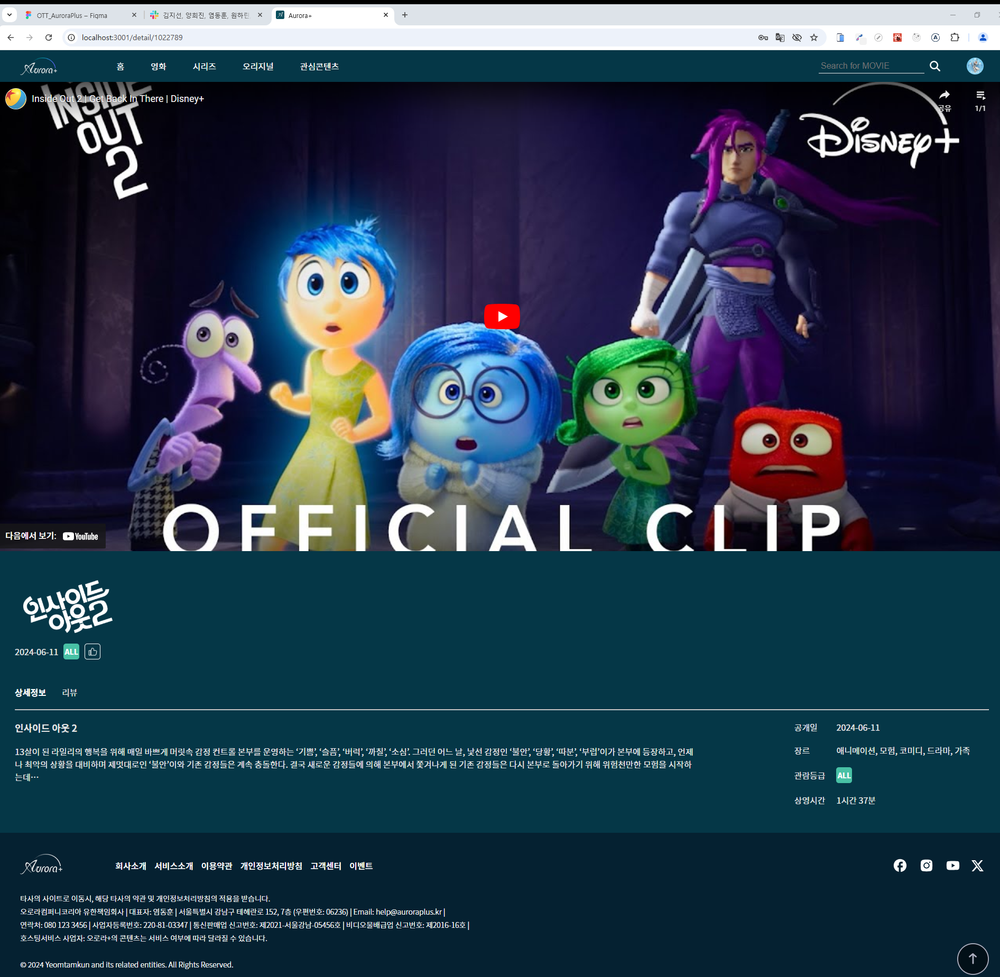 OTT_AuroraPlus – Figma
김지선, 양희진, 염동훈, 원하린
Aurora+
localhost:3001/detail/1022789
Aurora+
홈
영화
시리즈
오리지널
관심콘텐츠
Search for MOVIE
Inside Out 2 | Get Back In There | Disney+
공유
1/1
INSIDE
OUT
2
Disney+
OFFICIAL CLIP
다음에서 보기: YouTube
인사이드
아웃2
2024-06-11 ALL
상세정보 리뷰
인사이드 아웃 2
13살이 된 라일리의 행복을 위해 매일 바쁘게 머릿속 감정 컨트롤 본부를 운영하는 ‘기쁨’, ‘슬픔’, ‘버럭’, ‘까칠’, ‘소심’. 그러던 어느 날, 낯선 감정인 ‘불안’, ‘당황’, ‘따분’, ‘부럽’이가 본부에 등장하고, 언제
나 최악의 상황을 대비하며 제멋대로인 ‘불안’이와 기존 감정들은 계속 충돌한다. 결국 새로운 감정들에 의해 본부에서 쫓겨나게 된 기존 감정들은 다시 본부로 돌아가기 위해 위험천만한 모험을 시작하
는데…
공개일 2024-06-11
장르 애니메이션, 모험, 코미디, 드라마, 가족
관람등급 ALL
상영시간 1시간 37분
Aurora+
회사소개 서비스소개 이용약관 개인정보처리방침 고객센터 이벤트
타사의 사이트로 이동시, 해당 타사의 약관 및 개인정보처리방침의 적용을 받습니다.
오로라컴퍼니코리아 유한책임회사 | 대표자: 염동훈 | 서울특별시 강남구 테헤란로 152, 7층 (우편번호: 06236) | Email: help@auroraplus.kr |
연락처: 080 123 3456 | 사업자등록번호: 220-81-03347 | 통신판매업 신고번호: 제2021-서울강남-05456호 | 비디오물배급업 신고번호: 제2016-16호 |
호스팅서비스 사업자: 오로라+의 콘텐츠는 서비스 여부에 따라 달라질 수 있습니다.
© 2024 Yeomtamkun and its related entities. All Rights Reserved.